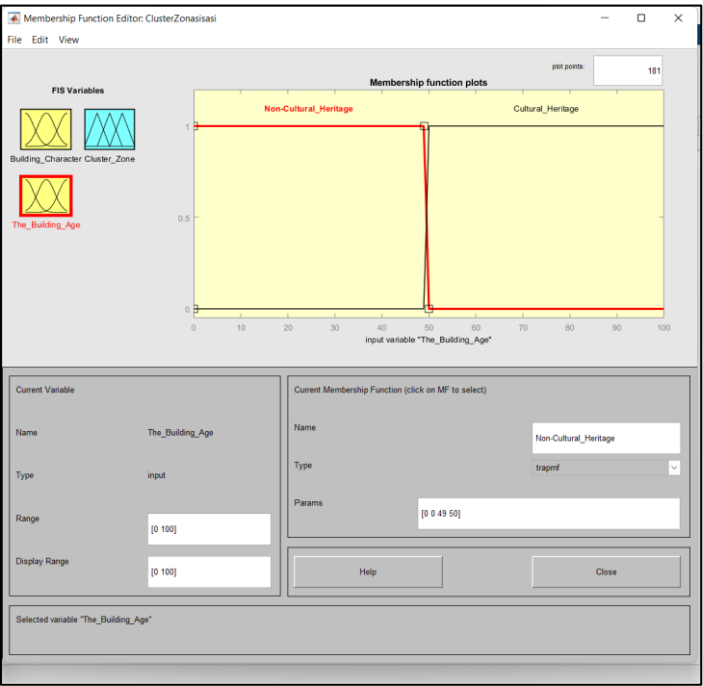 Membership Function Editor: ClusterZonasisasi
File Edit View
plot points: 181
FIS Variables
Membership function plots
Non-Cultural_Heritage Cultural_Heritage
Building_Character Cluster_Zone
The_Building_Age
1
0.5
0
0 10 20 30 40 50 60 70 80 90 100
input variable "The_Building_Age"
Current Variable
Name The_Building_Age
Type input
Range [0 100]
Display Range [0 100]
Current Membership Function (click on MF to select)
Name Non-Cultural_Heritage
Type trapmf
Params [0 0 49 50]
Help Close
Selected variable "The_Building_Age"